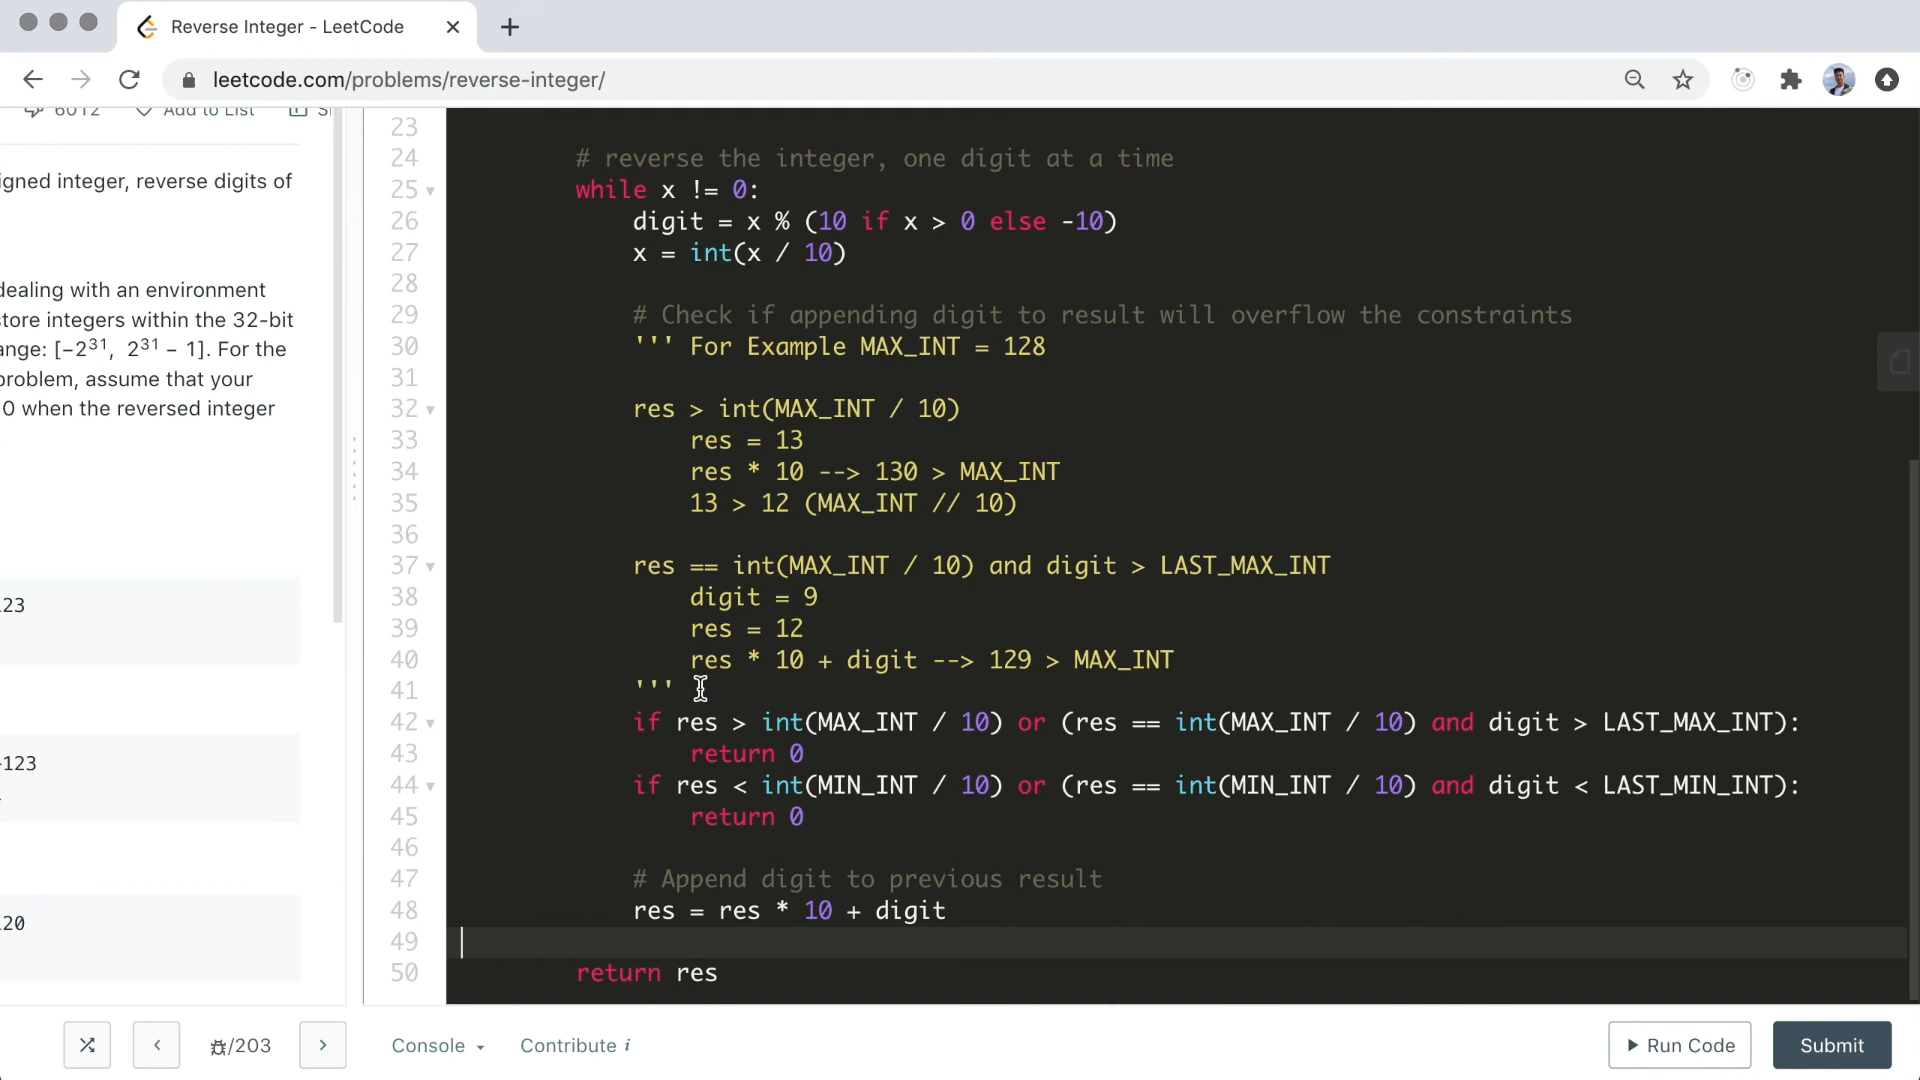 Reverse Integer - LeetCode
leetcode.com/problems/reverse-integer/
6012 Add to List
igned integer, reverse digits of
dealing with an environment
tore integers within the 32-bit
ange: [−2³¹, 2³¹ − 1]. For the
problem, assume that your
0 when the reversed integer
23
-123
20
23
24 # reverse the integer, one digit at a time
25 while x != 0:
26 digit = x % (10 if x > 0 else -10)
27 x = int(x / 10)
28
29 # Check if appending digit to result will overflow the constraints
30 ''' For Example MAX_INT = 128
31
32 res > int(MAX_INT / 10)
33 res = 13
34 res * 10 --> 130 > MAX_INT
35 13 > 12 (MAX_INT // 10)
36
37 res == int(MAX_INT / 10) and digit > LAST_MAX_INT
38 digit = 9
39 res = 12
40 res * 10 + digit --> 129 > MAX_INT
41 '''
42 if res > int(MAX_INT / 10) or (res == int(MAX_INT / 10) and digit > LAST_MAX_INT):
43 return 0
44 if res < int(MIN_INT / 10) or (res == int(MIN_INT / 10) and digit < LAST_MIN_INT):
45 return 0
46
47 # Append digit to previous result
48 res = res * 10 + digit
49
50 return res
/203
Console
Contribute i
Run Code
Submit